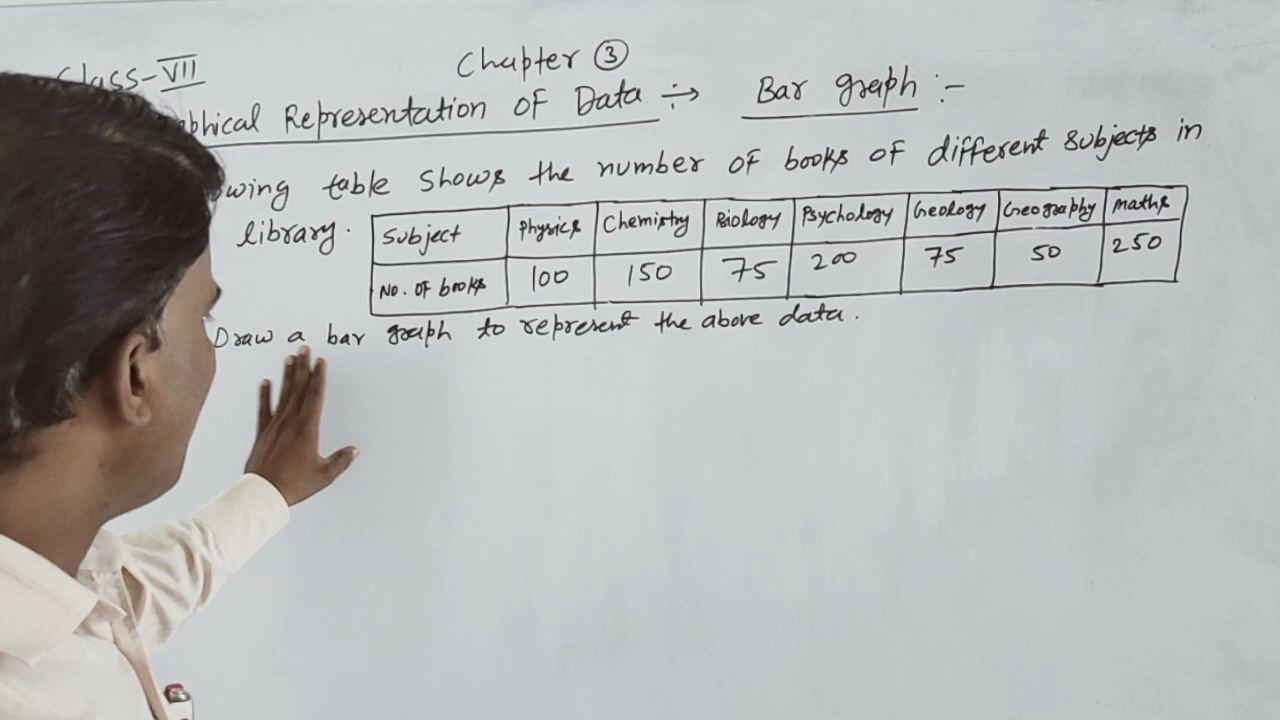 Class-VII Chapter 3
aphical Representation of Data ÷→ Bar graph :-
owing table shows the number of books of different subjects in
library.
Subject Physics Chemistry Biology Psychology Geology Geography maths
No. of books 100 150 75 200 75 50 250
Draw a bar graph to represent the above data.